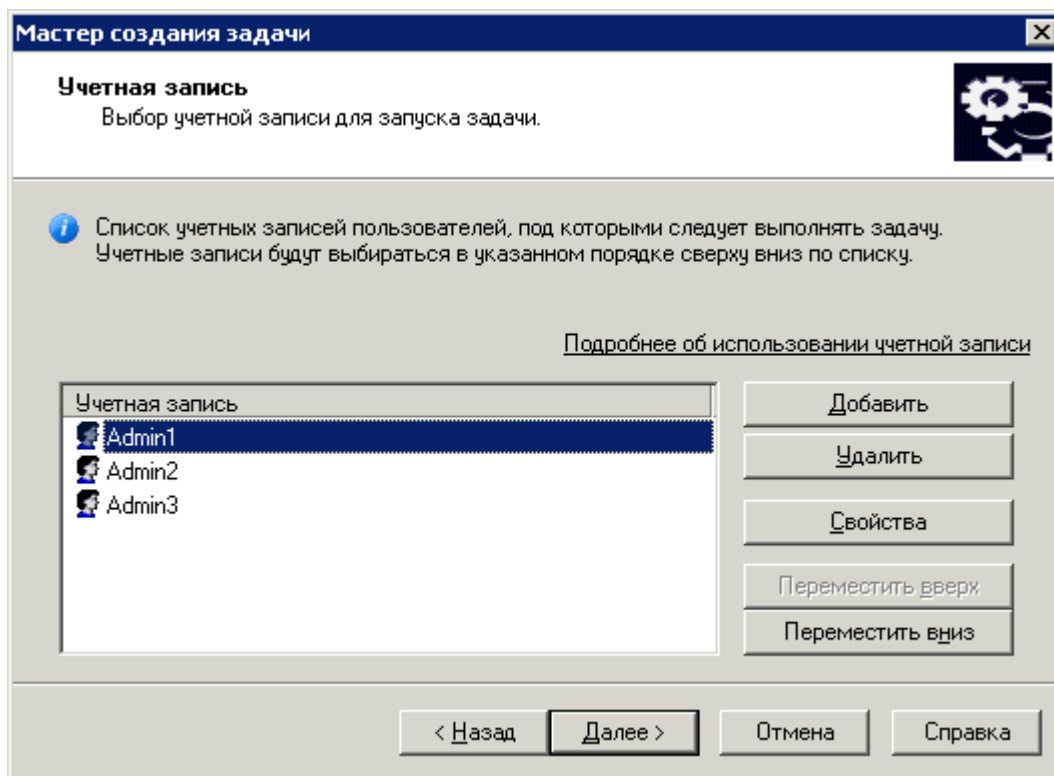 Мастер создания задачи
Учетная запись
Выбор учетной записи для запуска задачи.
Список учетных записей пользователей, под которыми следует выполнять задачу.
Учетные записи будут выбираться в указанном порядке сверху вниз по списку.
Подробнее об использовании учетной записи
Учетная запись
Admin1
Admin2
Admin3
Добавить
Удалить
Свойства
Переместить вверх
Переместить вниз
< Назад
Далее >
Отмена
Справка